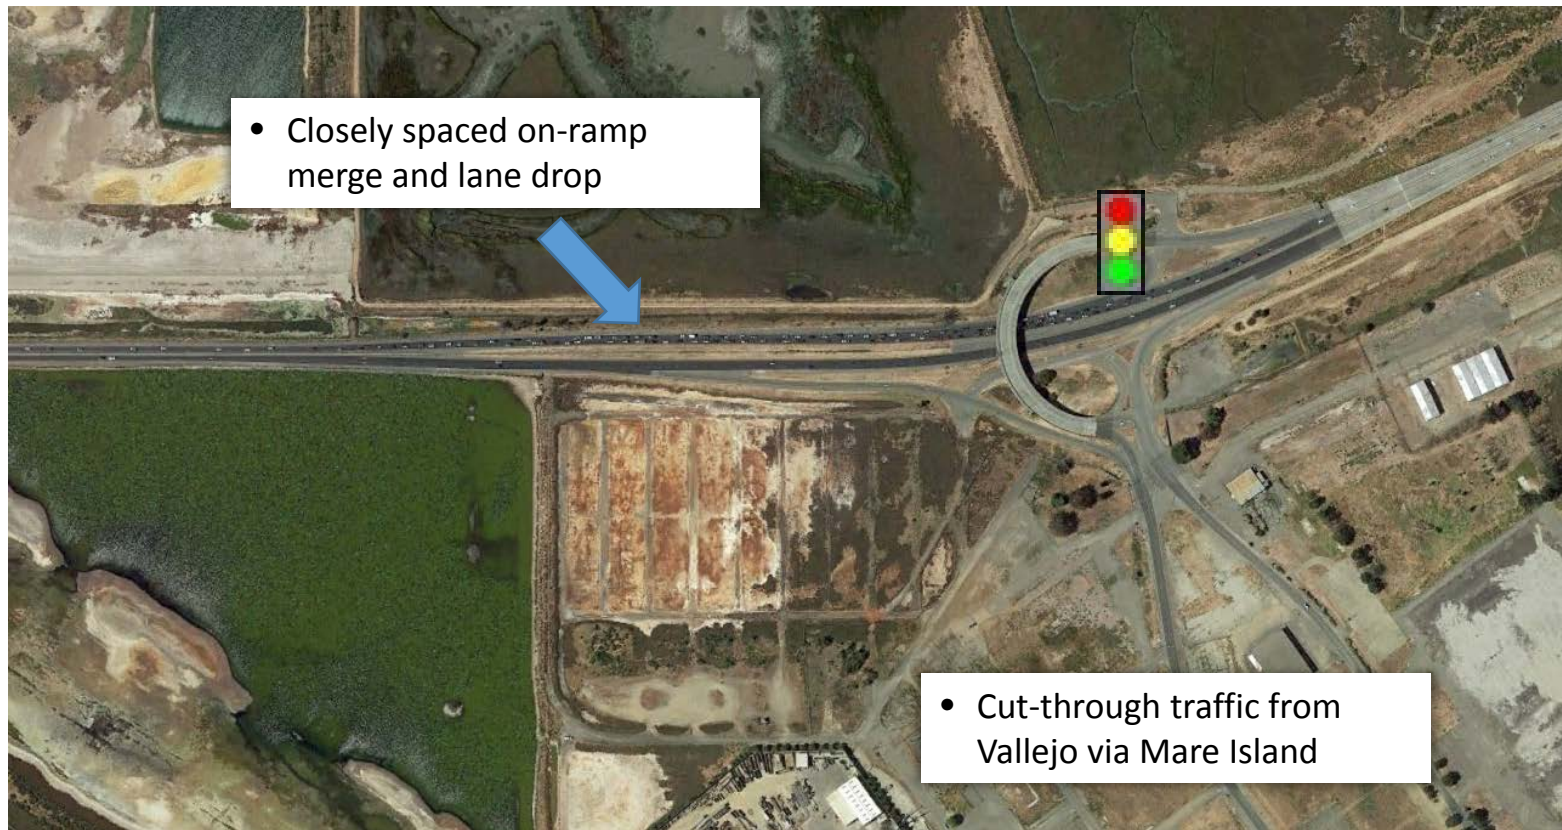 • Closely spaced on-ramp
merge and lane drop
• Cut-through traffic from
Vallejo via Mare Island